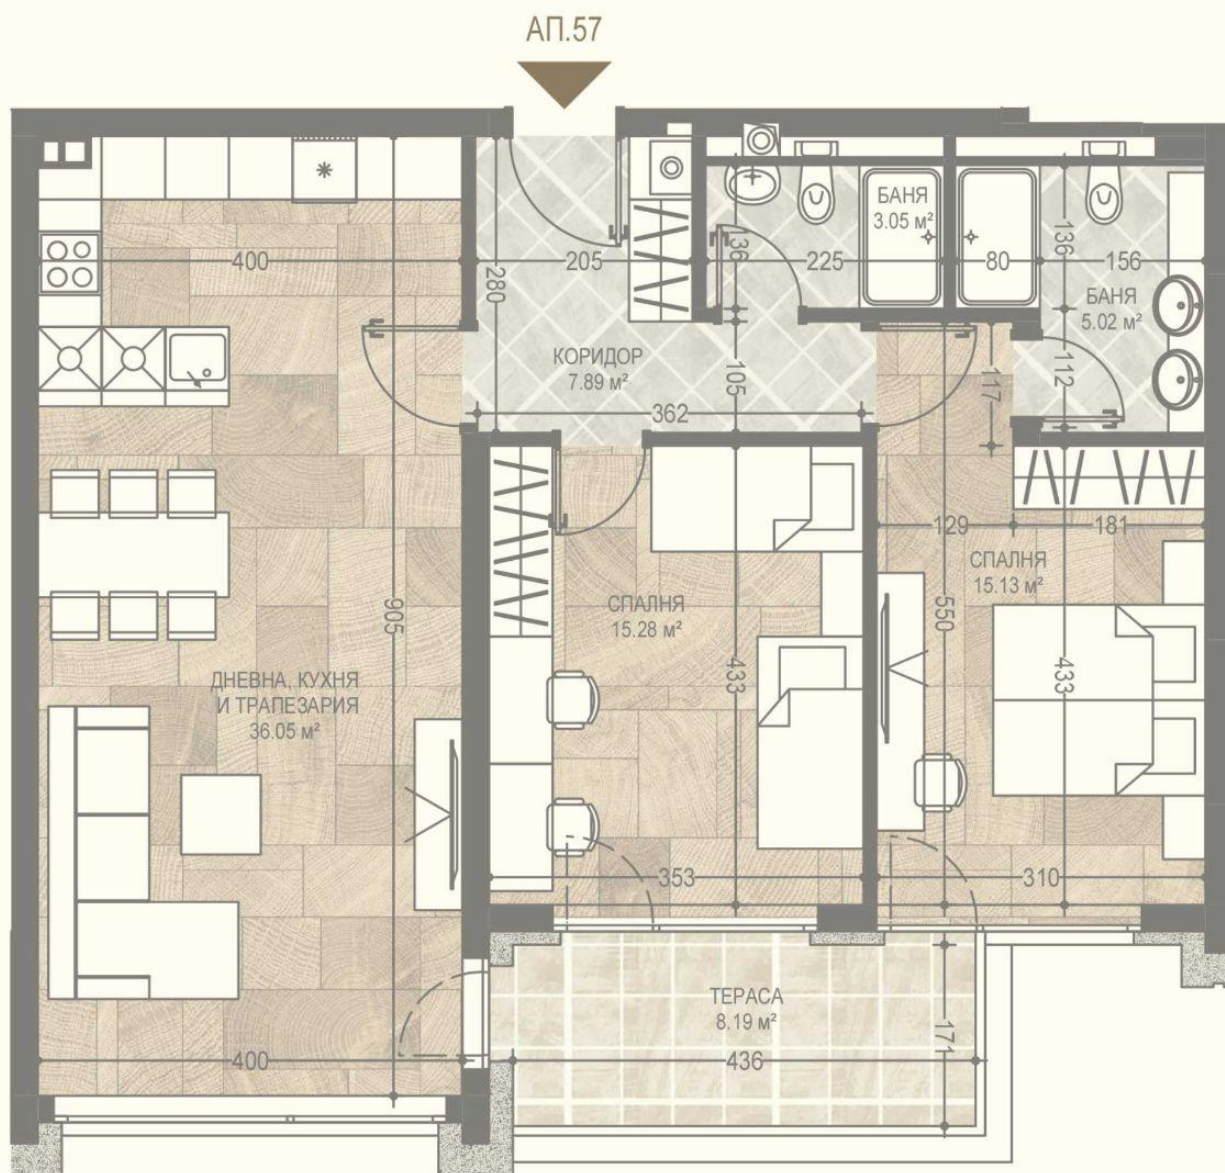 АП.57
БАНЯ
3.05 м²
400
280
205
136
225
80
136
156
БАНЯ
5.02 м²
КОРИДОР
7.89 м²
105
117
112
362
129
181
СПАЛНЯ
15.13 м²
СПАЛНЯ
15.28 м²
905
550
433
433
ДНЕВНА, КУХНЯ
И ТРАПЕЗАРИЯ
36.05 м²
353
310
ТЕРАСА
8.19 м²
171
400
436